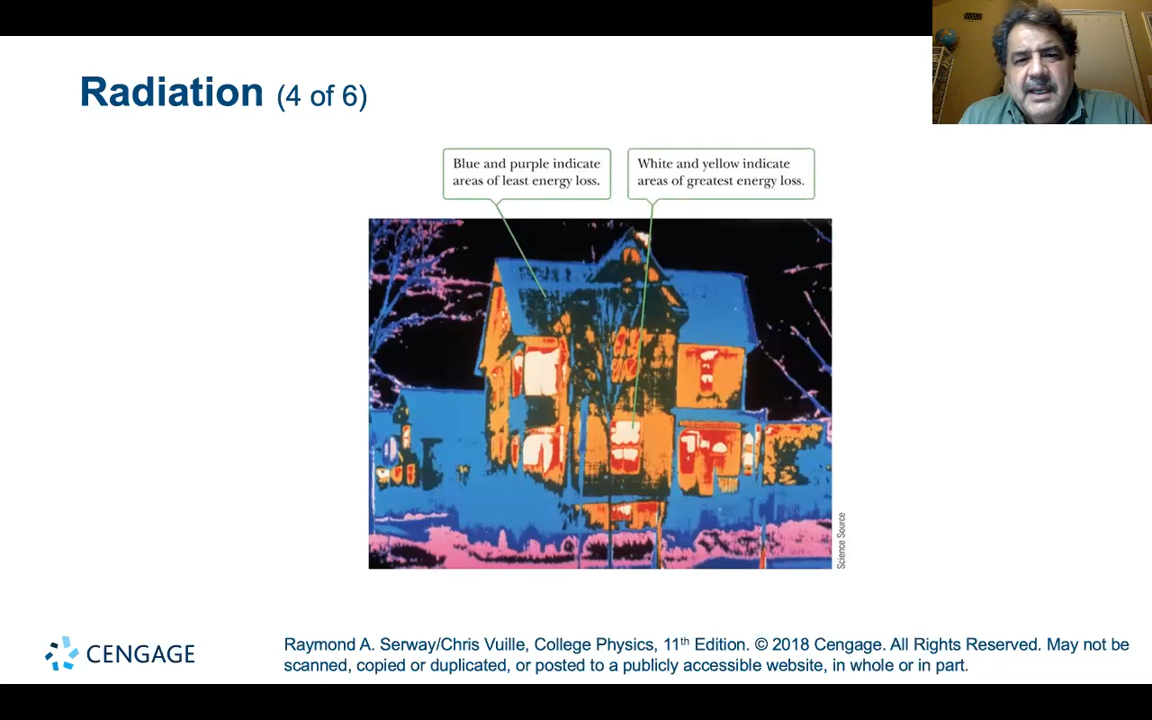 Radiation (4 of 6)
Blue and purple indicate
areas of least energy loss.
White and yellow indicate
areas of greatest energy loss.
Science Source
CENGAGE
Raymond A. Serway/Chris Vuille, College Physics, 11th Edition. © 2018 Cengage. All Rights Reserved. May not be
scanned, copied or duplicated, or posted to a publicly accessible website, in whole or in part.